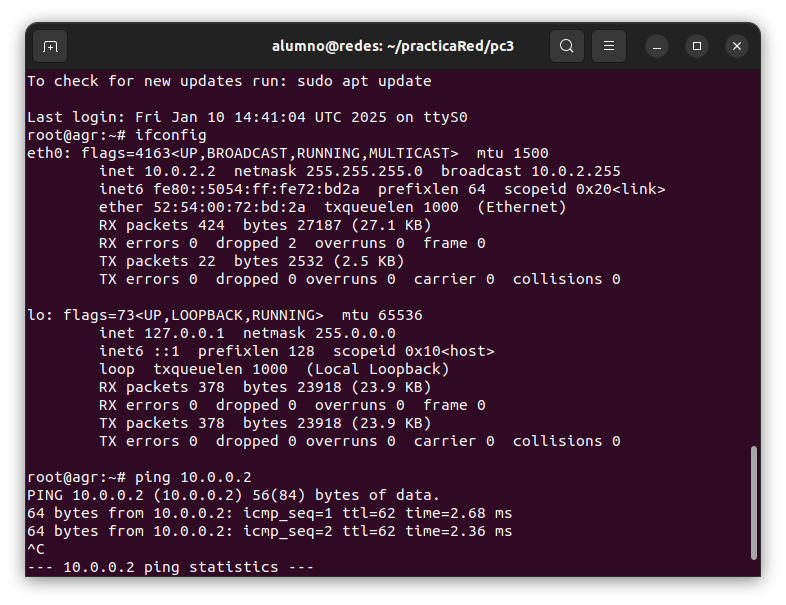 alumno@redes: ~/practicaRed/pc3
To check for new updates run: sudo apt update
Last login: Fri Jan 10 14:41:04 UTC 2025 on ttyS0
root@agr:~# ifconfig
eth0: flags=4163<UP,BROADCAST,RUNNING,MULTICAST>  mtu 1500
        inet 10.0.2.2  netmask 255.255.255.0  broadcast 10.0.2.255
        inet6 fe80::5054:ff:fe72:bd2a  prefixlen 64  scopeid 0x20<link>
        ether 52:54:00:72:bd:2a  txqueuelen 1000  (Ethernet)
        RX packets 424  bytes 27187 (27.1 KB)
        RX errors 0  dropped 2  overruns 0  frame 0
        TX packets 22  bytes 2532 (2.5 KB)
        TX errors 0  dropped 0 overruns 0  carrier 0  collisions 0
lo: flags=73<UP,LOOPBACK,RUNNING>  mtu 65536
        inet 127.0.0.1  netmask 255.0.0.0
        inet6 ::1  prefixlen 128  scopeid 0x10<host>
        loop  txqueuelen 1000  (Local Loopback)
        RX packets 378  bytes 23918 (23.9 KB)
        RX errors 0  dropped 0  overruns 0  frame 0
        TX packets 378  bytes 23918 (23.9 KB)
        TX errors 0  dropped 0 overruns 0  carrier 0  collisions 0
root@agr:~# ping 10.0.0.2
PING 10.0.0.2 (10.0.0.2) 56(84) bytes of data.
64 bytes from 10.0.0.2: icmp_seq=1 ttl=62 time=2.68 ms
64 bytes from 10.0.0.2: icmp_seq=2 ttl=62 time=2.36 ms
^C
--- 10.0.0.2 ping statistics ---